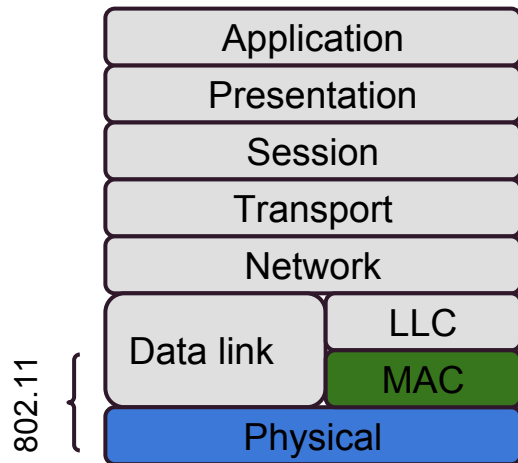 Application
Presentation
Session
Transport
Network
Data link
LLC
MAC
Physical
802.11